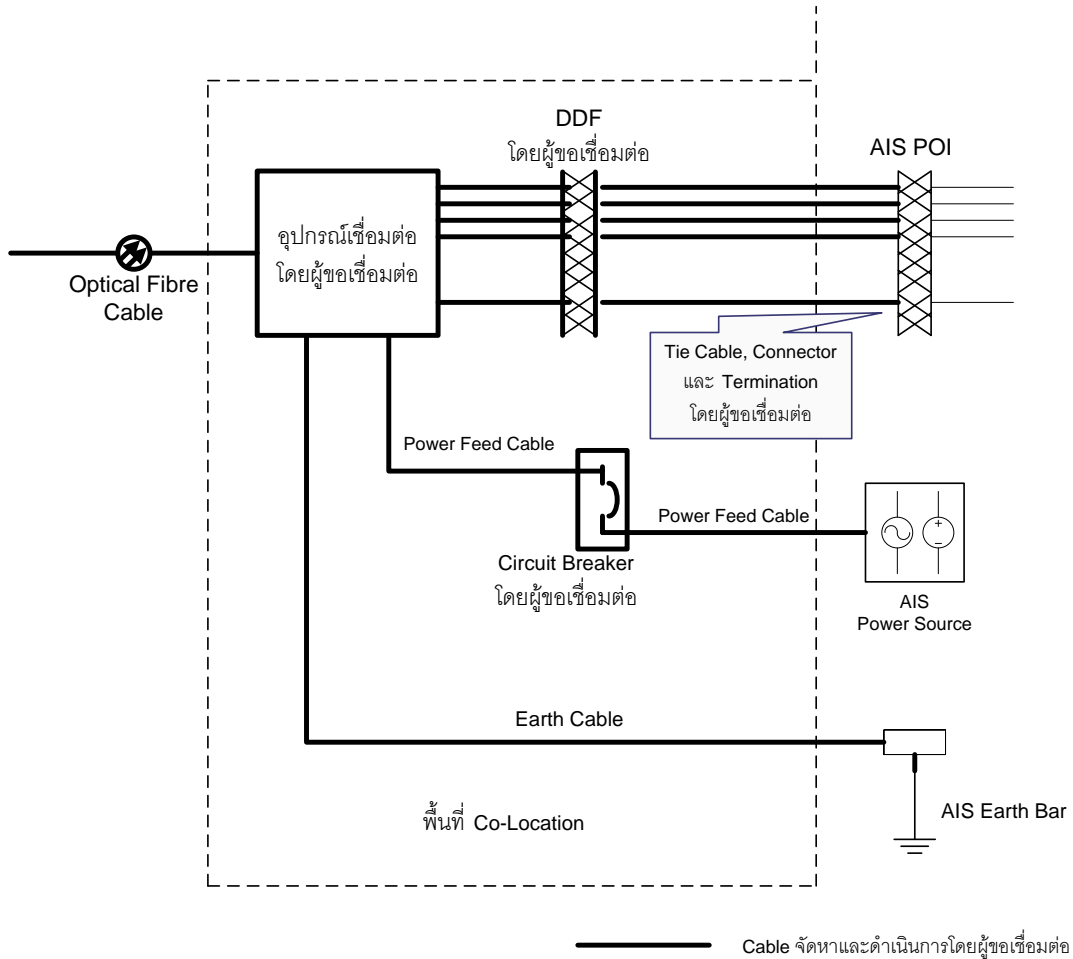 DDF
โดยผู้ขอเชื่อมต่อ
AIS POI
อุปกรณ์เชื่อมต่อ
โดยผู้ขอเชื่อมต่อ
Optical Fibre
Cable
Tie Cable, Connector
และ Termination
โดยผู้ขอเชื่อมต่อ
Power Feed Cable
Power Feed Cable
Circuit Breaker
โดยผู้ขอเชื่อมต่อ
AIS
Power Source
Earth Cable
AIS Earth Bar
พื้นที่ Co-Location
Cable จัดหาและดำเนินการโดยผู้ขอเชื่อมต่อ